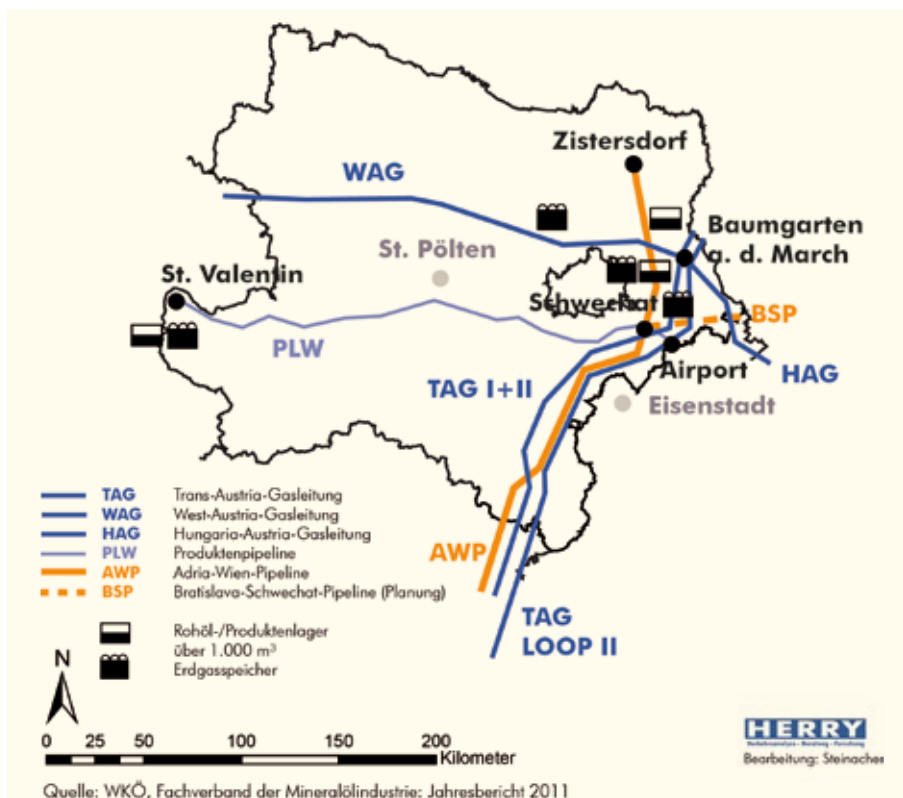 Zistersdorf
WAG
Baumgarten
a. d. March
St. Pölten
St. Valentin
Schwechat
BSP
PLW
Airport
TAG I+II
HAG
Eisenstadt
TAG Trans-Austria-Gasleitung
WAG West-Austria-Gasleitung
HAG Hungaria-Austria-Gasleitung
PLW Produktenpipeline
AWP Adria-Wien-Pipeline
BSP Bratislava-Schwechat-Pipeline (Planung)
AWP
TAG
LOOP II
Rohöl-/Produktenlager
über 1.000 m³
Erdgasspeicher
N
0 25 50 100 150 200
Kilometer
HERRY
Verkehrsanalyse - Beratung - Forschung
Bearbeitung: Steinacher
Quelle: WKÖ, Fachverband der Mineralölindustrie: Jahresbericht 2011